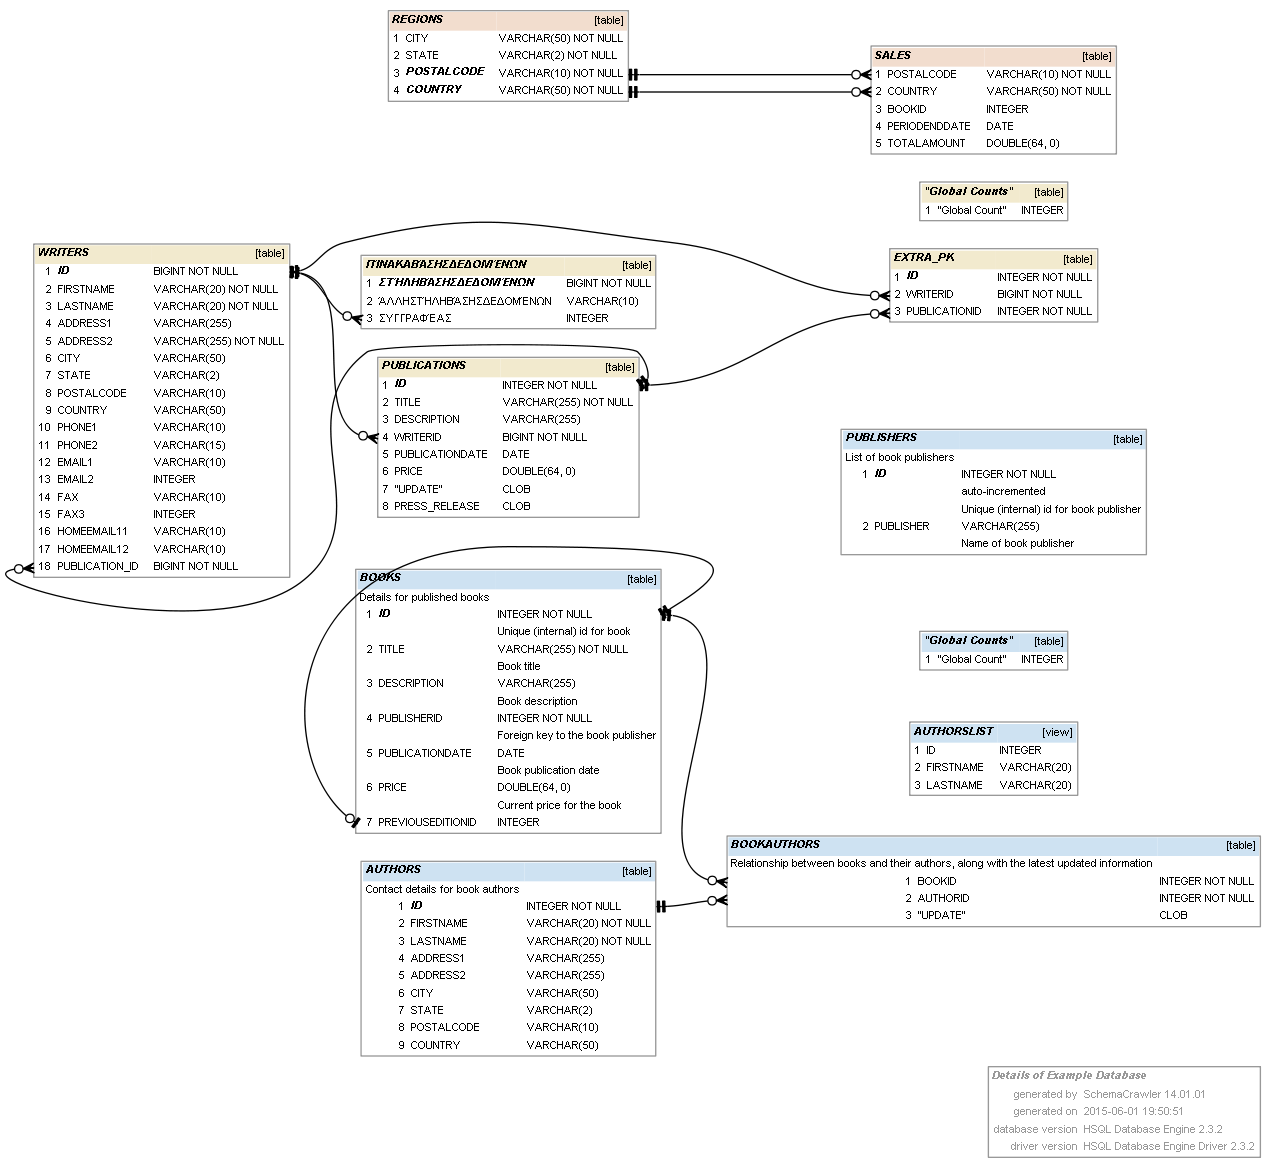 REGIONS [table]
1 CITY VARCHAR(50) NOT NULL
2 STATE VARCHAR(2) NOT NULL
3 POSTALCODE VARCHAR(10) NOT NULL
4 COUNTRY VARCHAR(50) NOT NULL
SALES [table]
1 POSTALCODE VARCHAR(10) NOT NULL
2 COUNTRY VARCHAR(50) NOT NULL
3 BOOKID INTEGER
4 PERIODENDDATE DATE
5 TOTALAMOUNT DOUBLE(64, 0)
"Global Counts" [table]
1 "Global Count" INTEGER
WRITERS [table]
1 ID BIGINT NOT NULL
2 FIRSTNAME VARCHAR(20) NOT NULL
3 LASTNAME VARCHAR(20) NOT NULL
4 ADDRESS1 VARCHAR(255)
5 ADDRESS2 VARCHAR(255) NOT NULL
6 CITY VARCHAR(50)
7 STATE VARCHAR(2)
8 POSTALCODE VARCHAR(10)
9 COUNTRY VARCHAR(50)
10 PHONE1 VARCHAR(10)
11 PHONE2 VARCHAR(15)
12 EMAIL1 VARCHAR(10)
13 EMAIL2 INTEGER
14 FAX VARCHAR(10)
15 FAX3 INTEGER
16 HOMEEMAIL11 VARCHAR(10)
17 HOMEEMAIL12 VARCHAR(10)
18 PUBLICATION_ID BIGINT NOT NULL
ΠΊΝΑΚΑΒΆΣΗΣΔΕΔΟΜΈΝΩΝ [table]
1 ΣΤΉΛΗΒΆΣΗΣΔΕΔΟΜΈΝΩΝ BIGINT NOT NULL
2 ΆΛΛΗΣΤΉΛΗΒΆΣΗΣΔΕΔΟΜΈΝΩΝ VARCHAR(10)
3 ΣΥΓΓΡΑΦΈΑΣ INTEGER
EXTRA_PK [table]
1 ID INTEGER NOT NULL
2 WRITERID BIGINT NOT NULL
3 PUBLICATIONID INTEGER NOT NULL
PUBLICATIONS [table]
1 ID INTEGER NOT NULL
2 TITLE VARCHAR(255) NOT NULL
3 DESCRIPTION VARCHAR(255)
4 WRITERID BIGINT NOT NULL
5 PUBLICATIONDATE DATE
6 PRICE DOUBLE(64, 0)
7 "UPDATE" CLOB
8 PRESS_RELEASE CLOB
PUBLISHERS [table]
List of book publishers
1 ID INTEGER NOT NULL
auto-incremented
Unique (internal) id for book publisher
2 PUBLISHER VARCHAR(255)
Name of book publisher
BOOKS [table]
Details for published books
1 ID INTEGER NOT NULL
Unique (internal) id for book
2 TITLE VARCHAR(255) NOT NULL
Book title
3 DESCRIPTION VARCHAR(255)
Book description
4 PUBLISHERID INTEGER NOT NULL
Foreign key to the book publisher
5 PUBLICATIONDATE DATE
Book publication date
6 PRICE DOUBLE(64, 0)
Current price for the book
7 PREVIOUSEDITIONID INTEGER
"Global Counts" [table]
1 "Global Count" INTEGER
AUTHORSLIST [view]
1 ID INTEGER
2 FIRSTNAME VARCHAR(20)
3 LASTNAME VARCHAR(20)
BOOKAUTHORS [table]
Relationship between books and their authors, along with the latest updated information
1 BOOKID INTEGER NOT NULL
2 AUTHORID INTEGER NOT NULL
3 "UPDATE" CLOB
AUTHORS [table]
Contact details for book authors
1 ID INTEGER NOT NULL
2 FIRSTNAME VARCHAR(20) NOT NULL
3 LASTNAME VARCHAR(20) NOT NULL
4 ADDRESS1 VARCHAR(255)
5 ADDRESS2 VARCHAR(255)
6 CITY VARCHAR(50)
7 STATE VARCHAR(2)
8 POSTALCODE VARCHAR(10)
9 COUNTRY VARCHAR(50)
Details of Example Database
generated by SchemaCrawler 14.01.01
generated on 2015-06-01 19:50:51
database version HSQL Database Engine 2.3.2
driver version HSQL Database Engine Driver 2.3.2